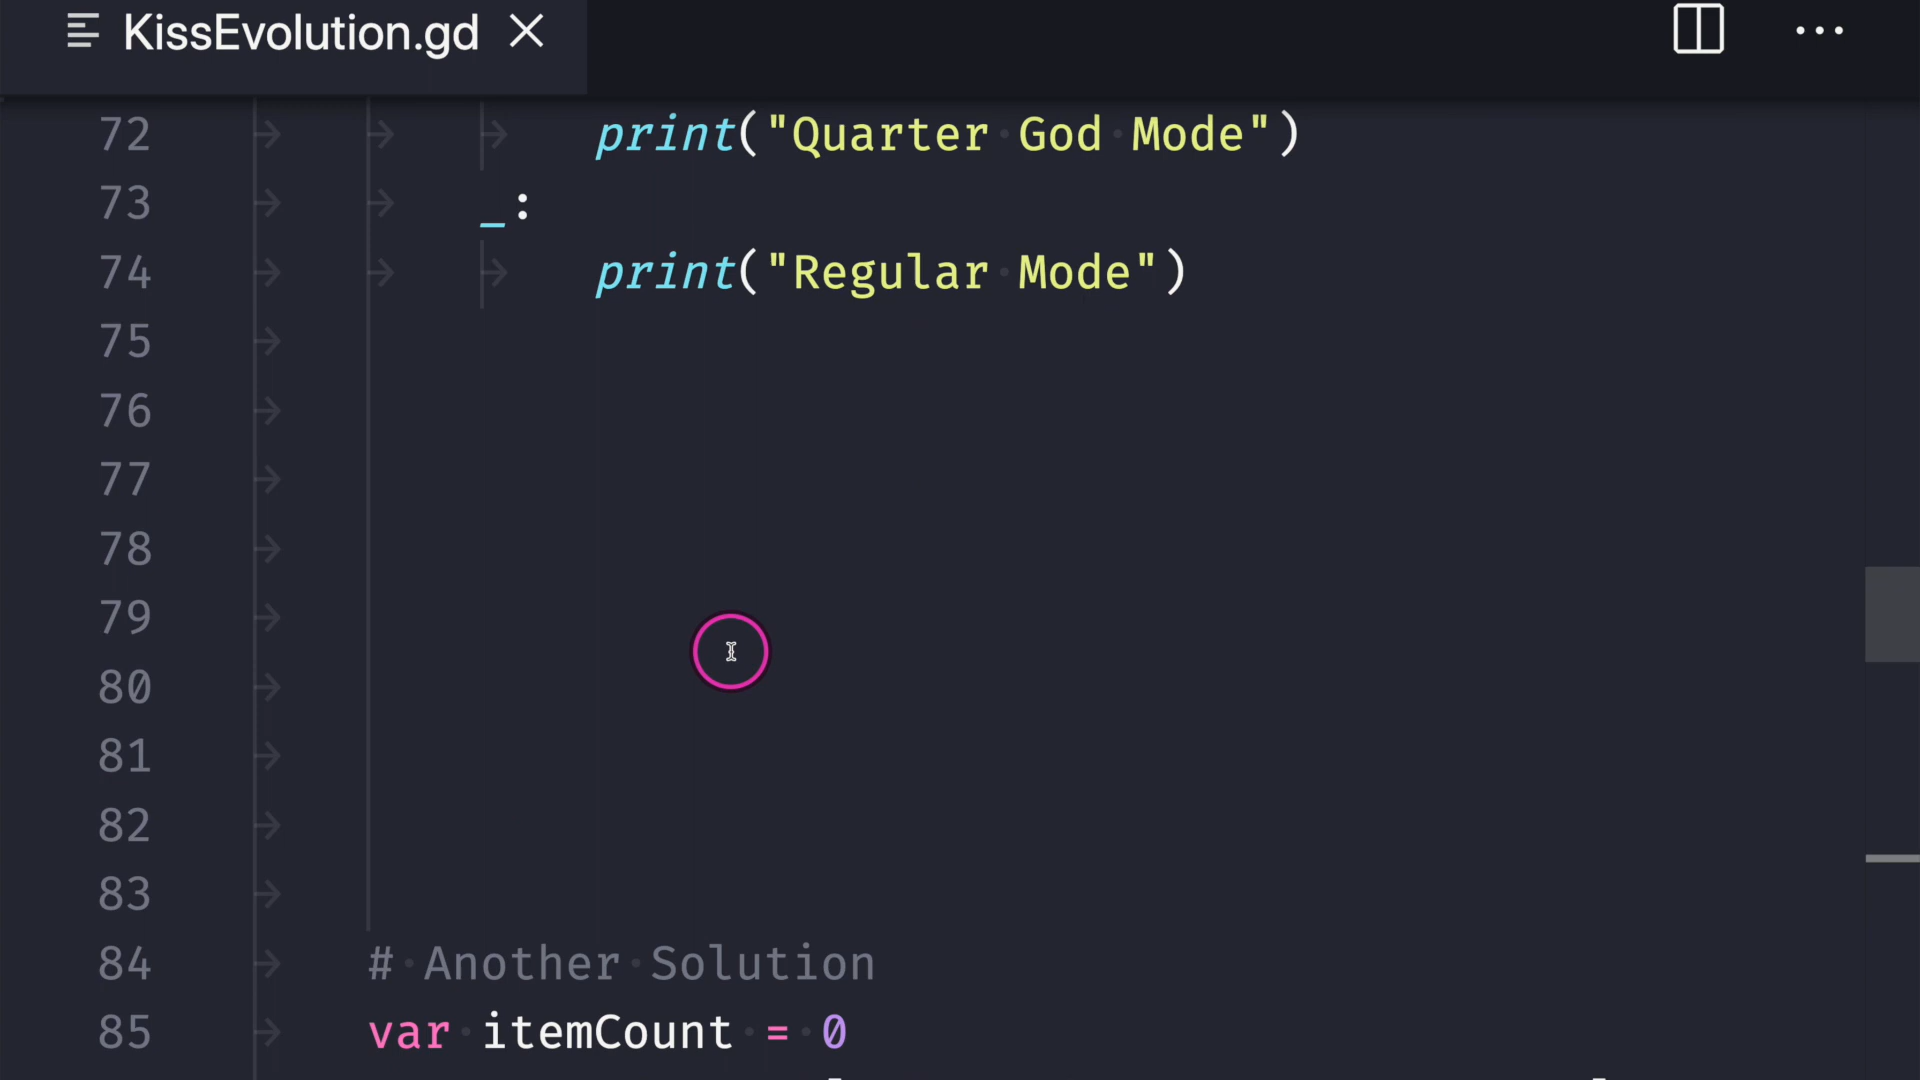 KissEvolution.gd
72 print("Quarter God Mode")
73 _:
74 print("Regular Mode")
75
76
77
78
79
80
81
82
83
84 # Another Solution
85 var itemCount = 0